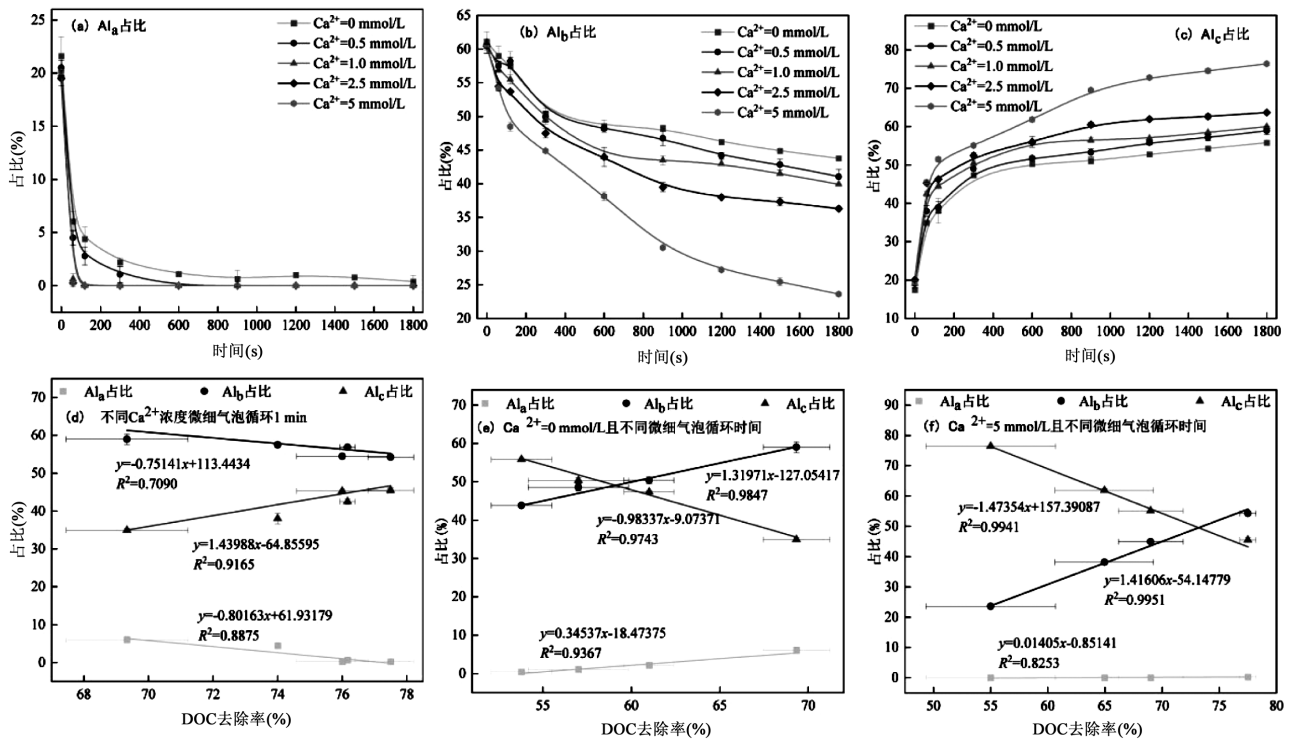 (a) Alₐ占比
Ca²⁺=0 mmol/L
Ca²⁺=0.5 mmol/L
Ca²⁺=1.0 mmol/L
Ca²⁺=2.5 mmol/L
Ca²⁺=5 mmol/L
占比(%)
25
20
15
10
5
0
0 200 400 600 800 1000 1200 1400 1600 1800
时间(s)
(b) Al_b占比
Ca²⁺=0 mmol/L
Ca²⁺=0.5 mmol/L
Ca²⁺=1.0 mmol/L
Ca²⁺=2.5 mmol/L
Ca²⁺=5 mmol/L
占比(%)
65
60
55
50
45
40
35
30
25
20
0 200 400 600 800 1000 1200 1400 1600 1800
时间(s)
(c) Al_c占比
Ca²⁺=0 mmol/L
Ca²⁺=0.5 mmol/L
Ca²⁺=1.0 mmol/L
Ca²⁺=2.5 mmol/L
Ca²⁺=5 mmol/L
占比(%)
80
70
60
50
40
30
20
10
0 200 400 600 800 1000 1200 1400 1600 1800
时间(s)
Alₐ占比 Al_b占比 Al_c占比
(d) 不同Ca²⁺浓度微细气泡循环1 min
y=-0.75141x+113.4434
R²=0.7090
y=1.43988x-64.85595
R²=0.9165
y=-0.80163x+61.93179
R²=0.8875
占比(%)
70
60
50
40
30
20
10
0
68 70 72 74 76 78
DOC去除率(%)
Alₐ占比 Al_b占比 Al_c占比
(e) Ca²⁺=0 mmol/L且不同微细气泡循环时间
y=1.31971x-127.05417
R²=0.9847
y=-0.98337x-9.07371
R²=0.9743
y=0.34537x-18.47375
R²=0.9367
占比(%)
70
60
50
40
30
20
10
0
55 60 65 70
DOC去除率(%)
Alₐ占比 Al_b占比 Al_c占比
(f) Ca²⁺=5 mmol/L且不同微细气泡循环时间
y=-1.47354x+157.39087
R²=0.9941
y=1.41606x-54.14779
R²=0.9951
y=0.01405x-0.85141
R²=0.8253
占比(%)
90
80
70
60
50
40
30
20
10
0
50 55 60 65 70 75 80
DOC去除率(%)